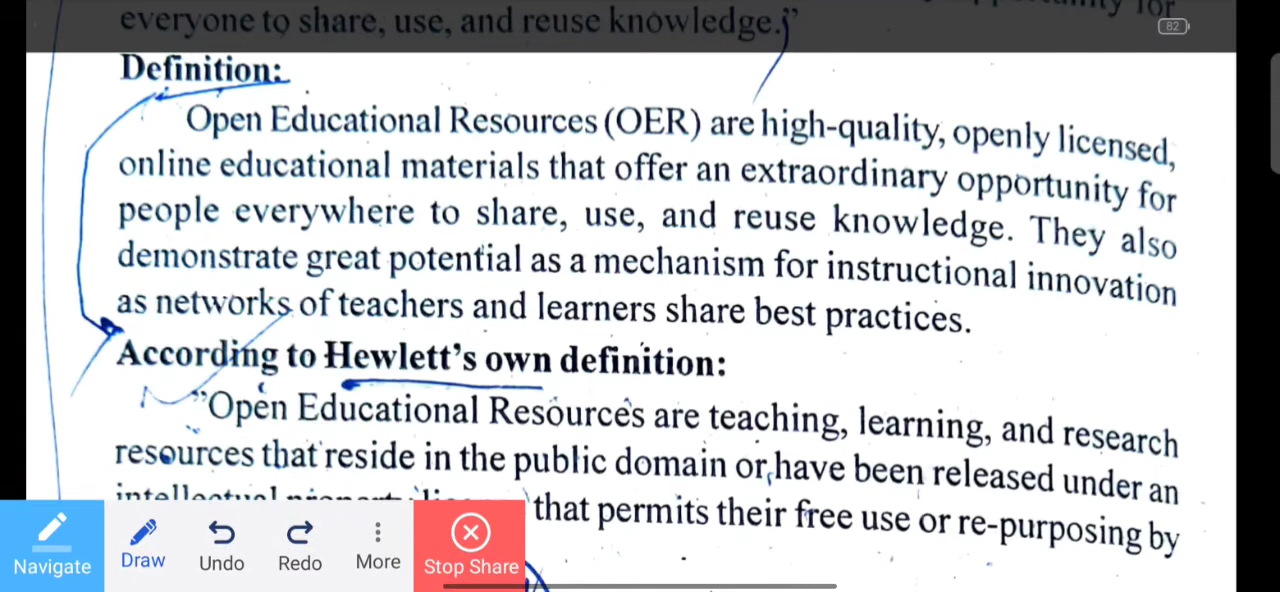 everyone to share, use, and reuse knowledge."
for
82
Definition:
Open Educational Resources (OER) are high-quality, openly licensed,
online educational materials that offer an extraordinary opportunity for
people everywhere to share, use, and reuse knowledge. They also
demonstrate great potential as a mechanism for instructional innovation
as networks of teachers and learners share best practices.
According to Hewlett's own definition:
"Open Educational Resources are teaching, learning, and research
resources that reside in the public domain or have been released under an
that permits their free use or re-purposing by
Navigate
Draw
Undo
Redo
More
Stop Share